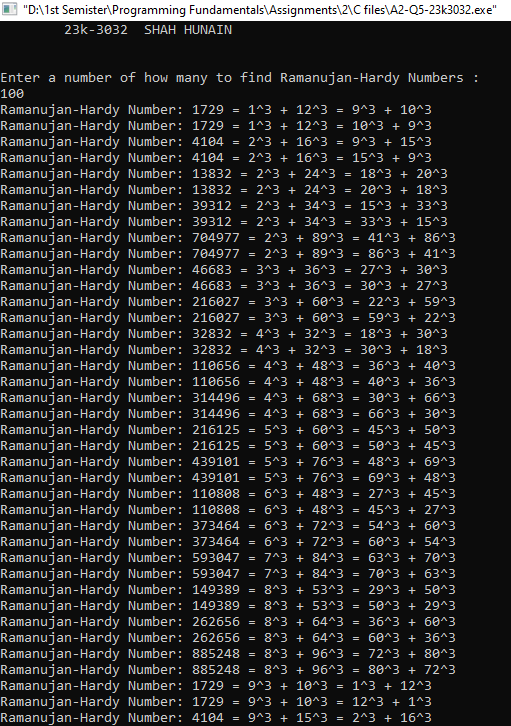 "D:\1st Semister\Programming Fundamentals\Assignments\2\C files\A2-Q5-23k3032.exe"
23k-3032 SHAH HUNAIN
Enter a number of how many to find Ramanujan-Hardy Numbers :
100
Ramanujan-Hardy Number: 1729 = 1^3 + 12^3 = 9^3 + 10^3
Ramanujan-Hardy Number: 1729 = 1^3 + 12^3 = 10^3 + 9^3
Ramanujan-Hardy Number: 4104 = 2^3 + 16^3 = 9^3 + 15^3
Ramanujan-Hardy Number: 4104 = 2^3 + 16^3 = 15^3 + 9^3
Ramanujan-Hardy Number: 13832 = 2^3 + 24^3 = 18^3 + 20^3
Ramanujan-Hardy Number: 13832 = 2^3 + 24^3 = 20^3 + 18^3
Ramanujan-Hardy Number: 39312 = 2^3 + 34^3 = 15^3 + 33^3
Ramanujan-Hardy Number: 39312 = 2^3 + 34^3 = 33^3 + 15^3
Ramanujan-Hardy Number: 704977 = 2^3 + 89^3 = 41^3 + 86^3
Ramanujan-Hardy Number: 704977 = 2^3 + 89^3 = 86^3 + 41^3
Ramanujan-Hardy Number: 46683 = 3^3 + 36^3 = 27^3 + 30^3
Ramanujan-Hardy Number: 46683 = 3^3 + 36^3 = 30^3 + 27^3
Ramanujan-Hardy Number: 216027 = 3^3 + 60^3 = 22^3 + 59^3
Ramanujan-Hardy Number: 216027 = 3^3 + 60^3 = 59^3 + 22^3
Ramanujan-Hardy Number: 32832 = 4^3 + 32^3 = 18^3 + 30^3
Ramanujan-Hardy Number: 32832 = 4^3 + 32^3 = 30^3 + 18^3
Ramanujan-Hardy Number: 110656 = 4^3 + 48^3 = 36^3 + 40^3
Ramanujan-Hardy Number: 110656 = 4^3 + 48^3 = 40^3 + 36^3
Ramanujan-Hardy Number: 314496 = 4^3 + 68^3 = 30^3 + 66^3
Ramanujan-Hardy Number: 314496 = 4^3 + 68^3 = 66^3 + 30^3
Ramanujan-Hardy Number: 216125 = 5^3 + 60^3 = 45^3 + 50^3
Ramanujan-Hardy Number: 216125 = 5^3 + 60^3 = 50^3 + 45^3
Ramanujan-Hardy Number: 439101 = 5^3 + 76^3 = 48^3 + 69^3
Ramanujan-Hardy Number: 439101 = 5^3 + 76^3 = 69^3 + 48^3
Ramanujan-Hardy Number: 110808 = 6^3 + 48^3 = 27^3 + 45^3
Ramanujan-Hardy Number: 110808 = 6^3 + 48^3 = 45^3 + 27^3
Ramanujan-Hardy Number: 373464 = 6^3 + 72^3 = 54^3 + 60^3
Ramanujan-Hardy Number: 373464 = 6^3 + 72^3 = 60^3 + 54^3
Ramanujan-Hardy Number: 593047 = 7^3 + 84^3 = 63^3 + 70^3
Ramanujan-Hardy Number: 593047 = 7^3 + 84^3 = 70^3 + 63^3
Ramanujan-Hardy Number: 149389 = 8^3 + 53^3 = 29^3 + 50^3
Ramanujan-Hardy Number: 149389 = 8^3 + 53^3 = 50^3 + 29^3
Ramanujan-Hardy Number: 262656 = 8^3 + 64^3 = 36^3 + 60^3
Ramanujan-Hardy Number: 262656 = 8^3 + 64^3 = 60^3 + 36^3
Ramanujan-Hardy Number: 885248 = 8^3 + 96^3 = 72^3 + 80^3
Ramanujan-Hardy Number: 885248 = 8^3 + 96^3 = 80^3 + 72^3
Ramanujan-Hardy Number: 1729 = 9^3 + 10^3 = 1^3 + 12^3
Ramanujan-Hardy Number: 1729 = 9^3 + 10^3 = 12^3 + 1^3
Ramanujan-Hardy Number: 4104 = 9^3 + 15^3 = 2^3 + 16^3